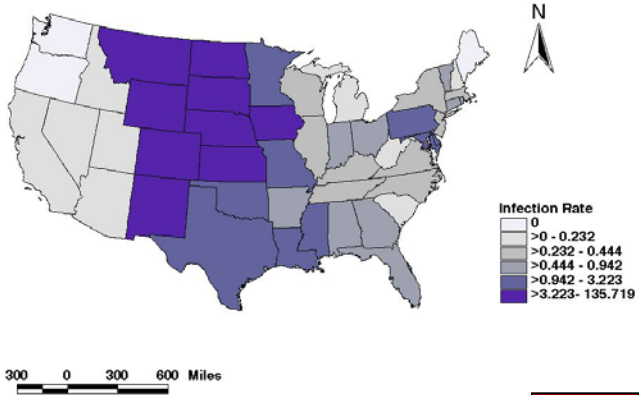 N
Infection Rate
0
>0 - 0.232
>0.232 - 0.444
>0.444 - 0.942
>0.942 - 3.223
>3.223- 135.719
300 0 300 600 Miles